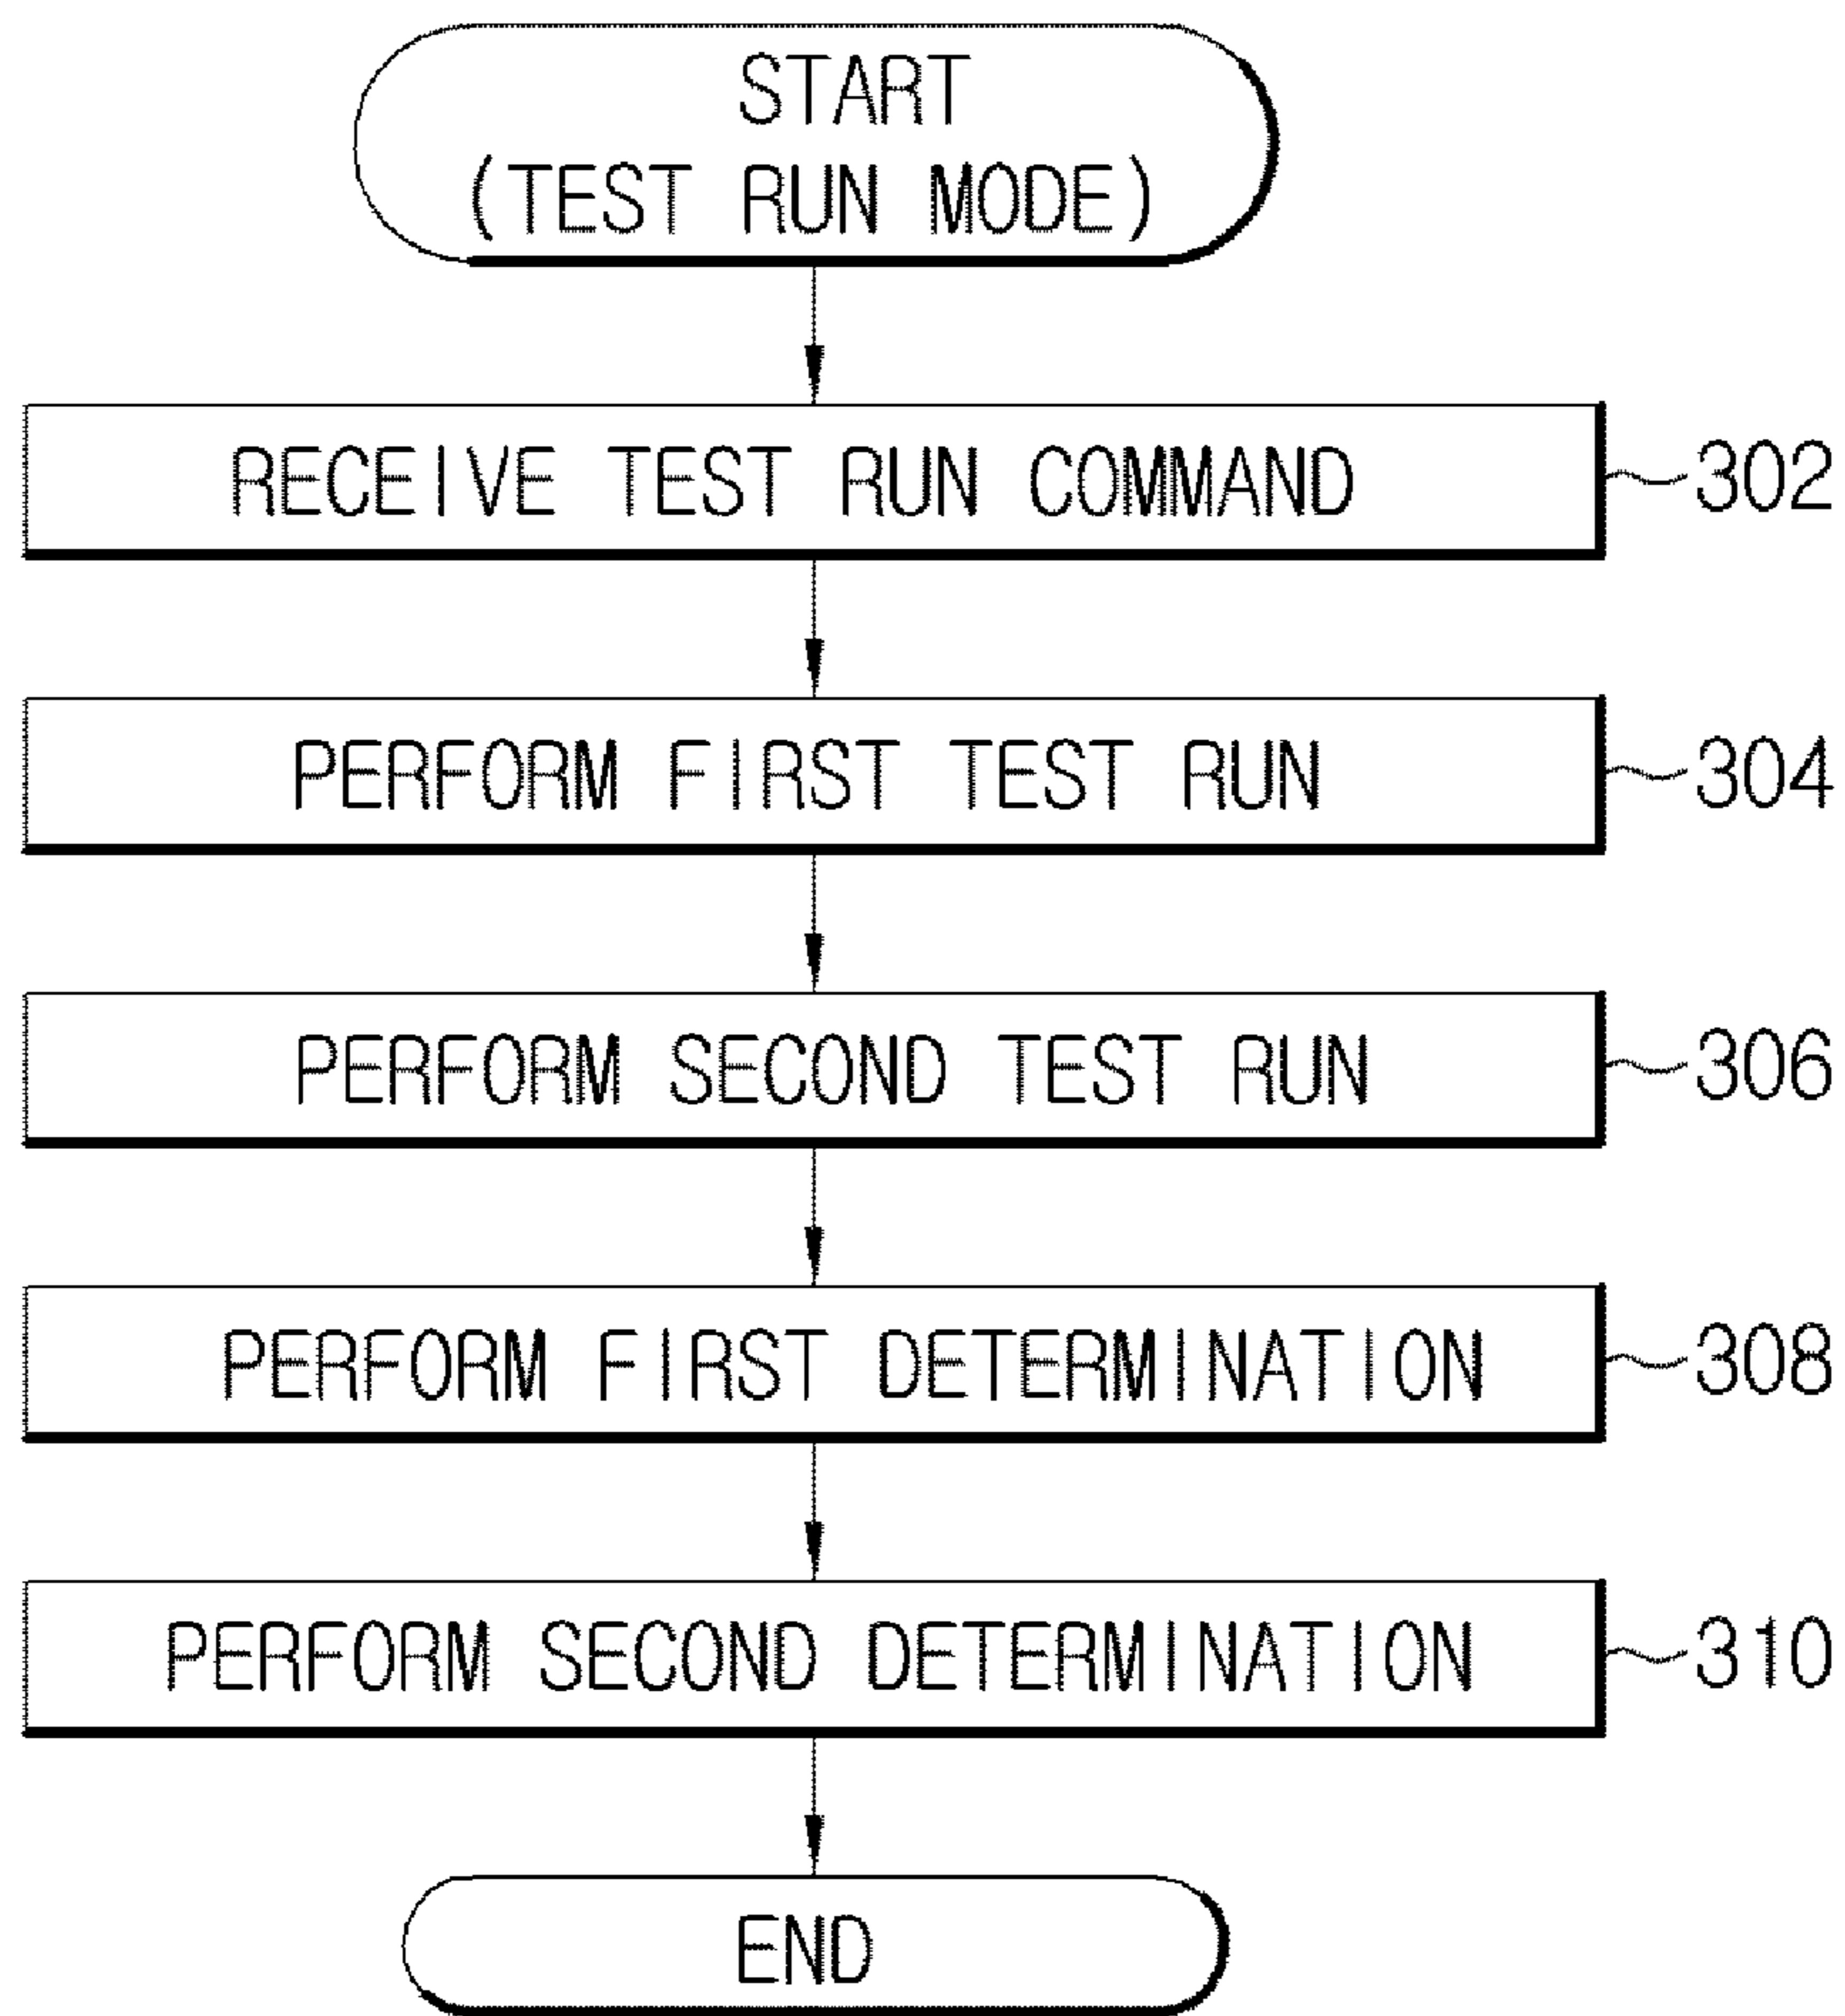 START
(TEST RUN MODE)
RECEIVE TEST RUN COMMAND
302
PERFORM FIRST TEST RUN
304
PERFORM SECOND TEST RUN
306
PERFORM FIRST DETERMINATION
308
PERFORM SECOND DETERMINATION
310
END